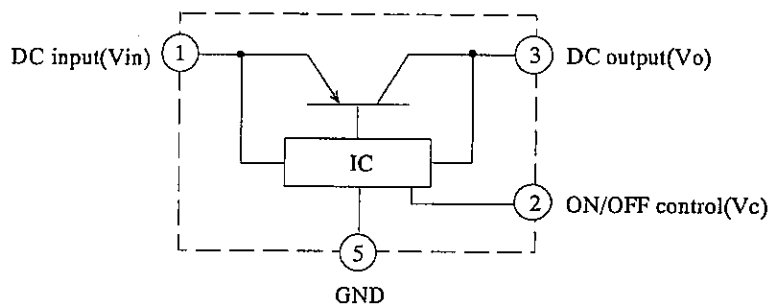 DC input(Vin) 1 3 DC output(Vo)
IC
2 ON/OFF control(Vc)
5
GND